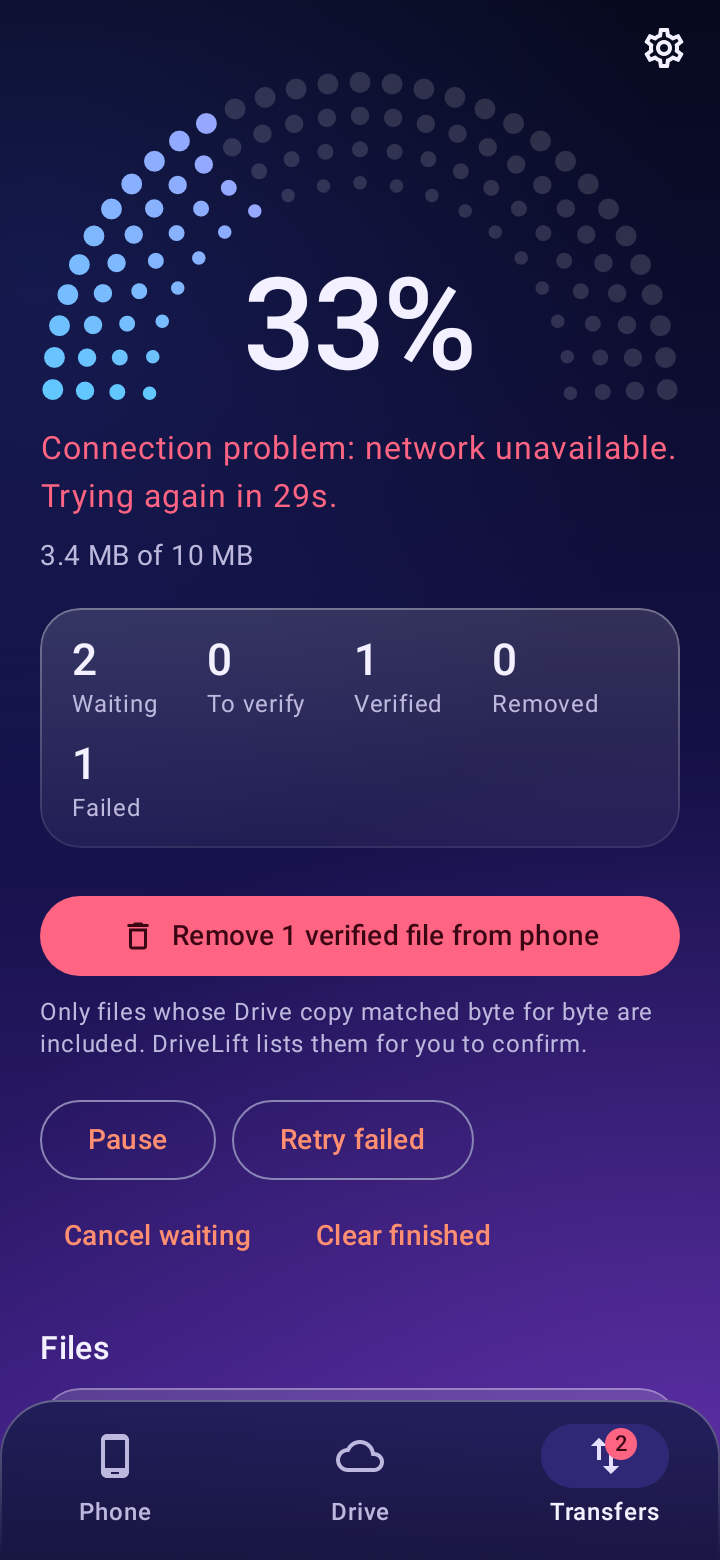 33%
Connection problem: network unavailable.
Trying again in 29s.
3.4 MB of 10 MB
2 0 1 0
Waiting To verify Verified Removed
1
Failed
Remove 1 verified file from phone
Only files whose Drive copy matched byte for byte are
included. DriveLift lists them for you to confirm.
Pause Retry failed
Cancel waiting Clear finished
Files
2
Phone Drive Transfers